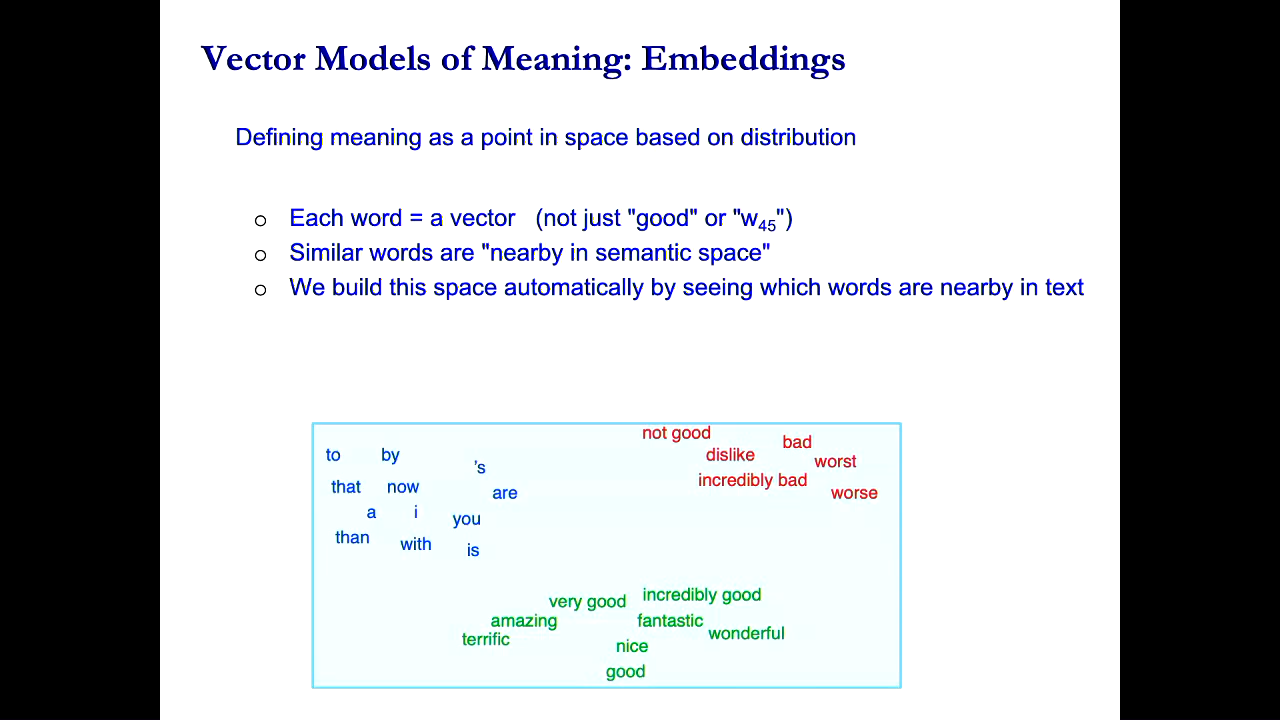 Vector Models of Meaning: Embeddings
Defining meaning as a point in space based on distribution
o Each word = a vector (not just "good" or "w45")
o Similar words are "nearby in semantic space"
o We build this space automatically by seeing which words are nearby in text
not good
bad
to by
dislike
worst
's
incredibly bad
that now
are
worse
a i
you
than
with
is
incredibly good
very good
amazing
fantastic
wonderful
terrific
nice
good